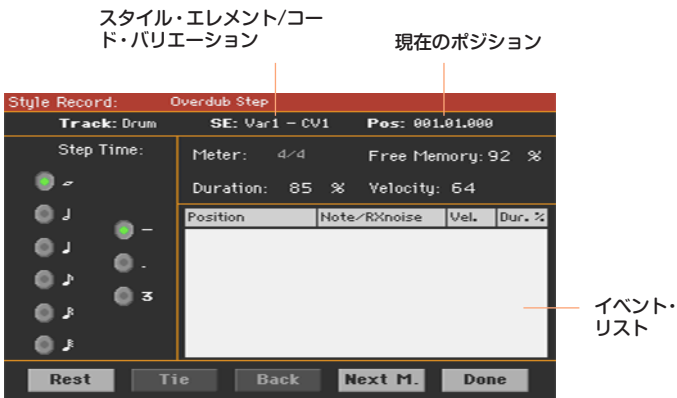 スタイル・エレメント/コー
ド・バリエーション
現在のポジション
Style Record: Overdub Step
Track: Drum SE: Var1 - CV1 Pos: 001.01.000
Step Time:
Meter: 4/4 Free Memory: 92 %
Duration: 85 % Velocity: 64
Position Note/RXnoise Vel. Dur. %
–
.
3
イベント・
リスト
Rest Tie Back Next M. Done